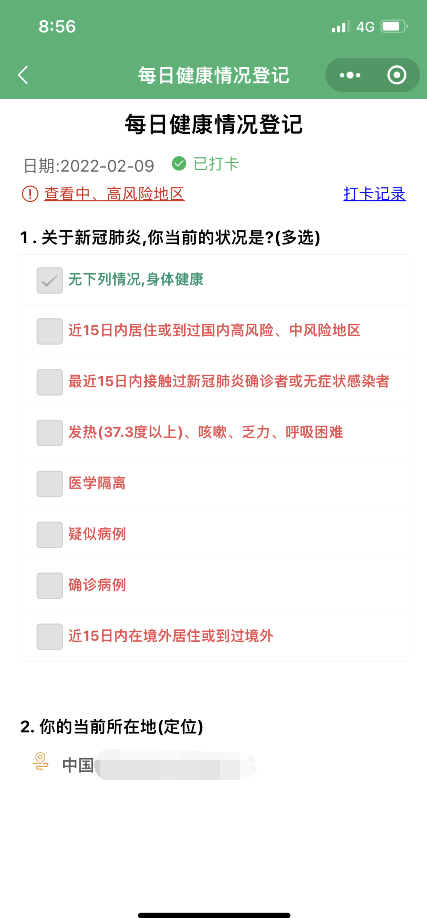 8:56
4G
每日健康情况登记
每日健康情况登记
日期:2022-02-09 已打卡
查看中、高风险地区 打卡记录
1 . 关于新冠肺炎,你当前的状况是?(多选)
无下列情况,身体健康
近15日内居住或到过国内高风险、中风险地区
最近15日内接触过新冠肺炎确诊者或无症状感染者
发热(37.3度以上)、咳嗽、乏力、呼吸困难
医学隔离
疑似病例
确诊病例
近15日内在境外居住或到过境外
2. 你的当前所在地(定位)
中国